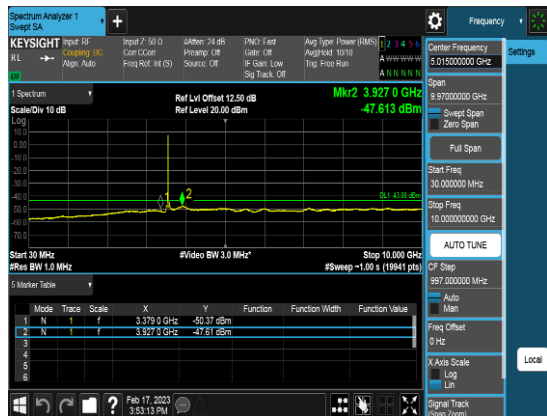 Spectrum Analyzer 1
Swept SA
+
Frequency
KEYSIGHT
Input: RF
Coupling: DC
Align: Auto
Input Z: 50 Ω
Corr CCorr
Freq Ref: Int (S)
#Atten: 24 dB
Preamp: Off
Source: Off
PNO: Fast
Gate: Off
IF Gain: Low
Sig Track: Off
Avg Type: Power (RMS)
Avg|Hold: 10/10
Trig: Free Run
1 2 3 4 5 6
A W W W W W
A N N N N N
RL
Center Frequency
5.015000000 GHz
Settings
Span
9.97000000 GHz
Swept Span
Zero Span
Full Span
Start Freq
30.000000 MHz
Stop Freq
10.000000000 GHz
AUTO TUNE
CF Step
997.000000 MHz
Auto
Man
Freq Offset
0 Hz
X Axis Scale
Log
Lin
Signal Track
(Span Zoom)
Local
1 Spectrum
Scale/Div 10 dB
Log
Ref Lvl Offset 12.50 dB
Ref Level 20.00 dBm
Mkr2 3.927 0 GHz
-47.613 dBm
10.0
0.00
-10.0
-20.0
-30.0
-40.0
-50.0
-60.0
-70.0
1
2
Start 30 MHz
#Res BW 1.0 MHz
#Video BW 3.0 MHz*
Stop 10.000 GHz
#Sweep ~1.00 s (19941 pts)
5 Marker Table
Mode Trace Scale X Y Function Function Width Function Value
1 N 1 f 3.379 0 GHz -50.37 dBm
2 N 1 f 3.927 0 GHz -47.61 dBm
3
4
5
6
?
Feb 17, 2023
3:53:13 PM